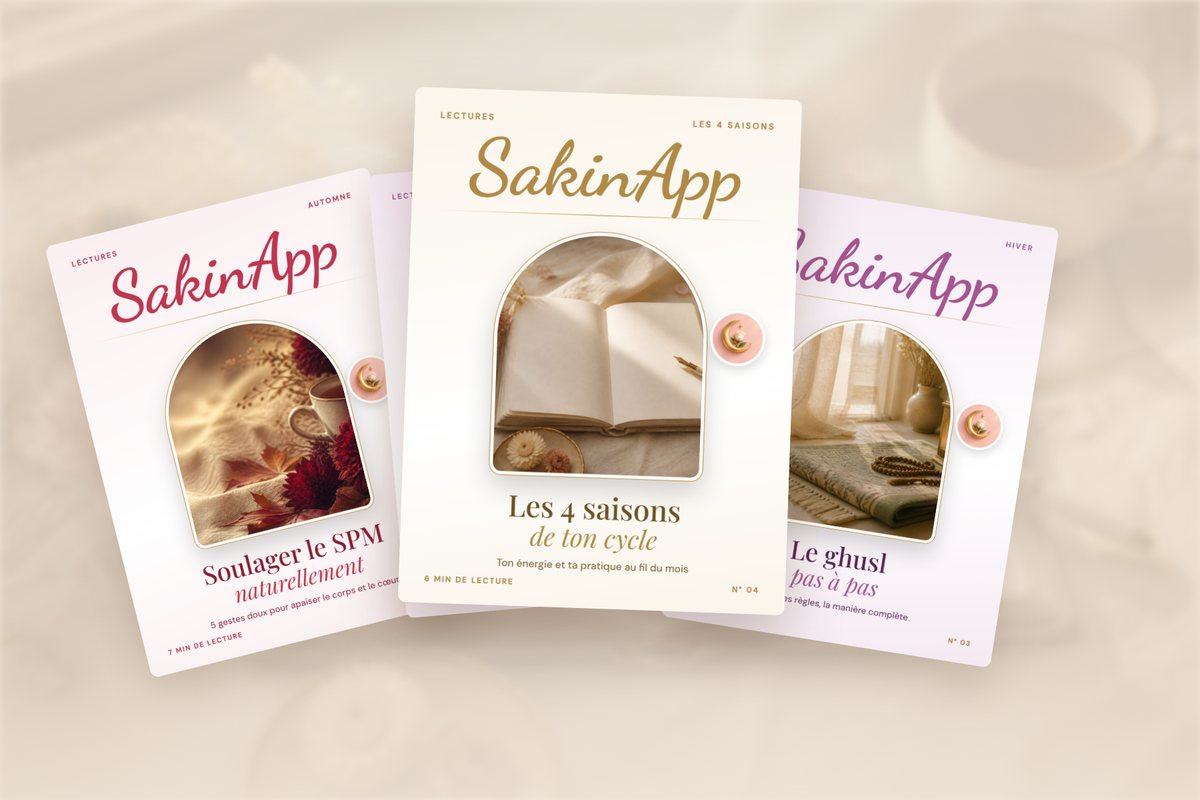 LECTURES
AUTOMNE
SakinApp
Soulager le SPM
naturellement
5 gestes doux pour apaiser le corps et le cœur
7 MIN DE LECTURE
LECTURES
LES 4 SAISONS
SakinApp
Les 4 saisons
de ton cycle
Ton énergie et ta pratique au fil du mois
6 MIN DE LECTURE
N° 04
HIVER
SakinApp
Le ghusl
pas à pas
règles, la manière complète
N° 03